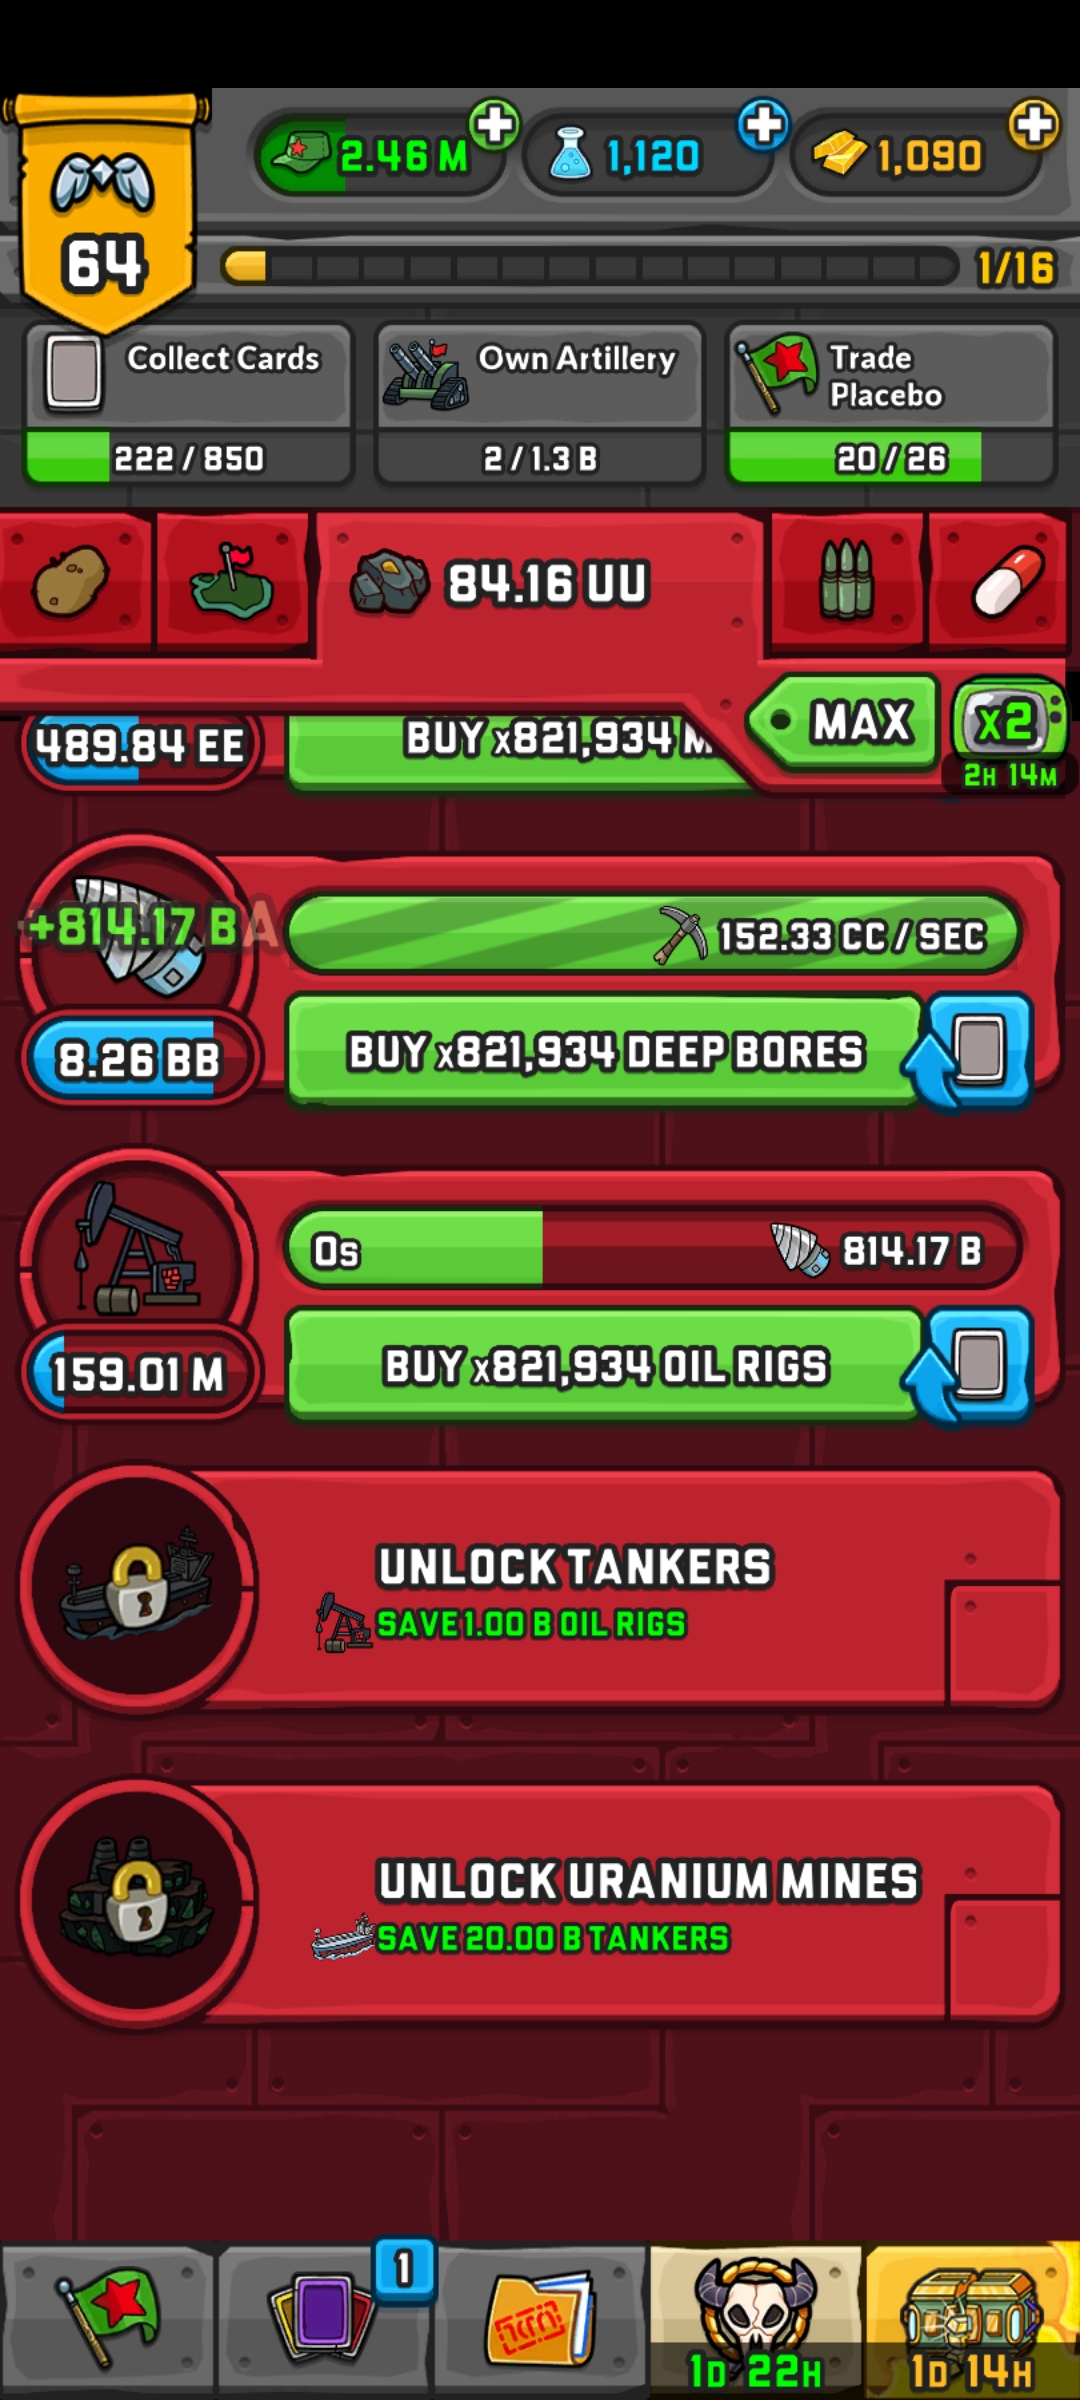 2.46 M
1,120
1,090
64
1/16
Collect Cards
222 / 850
Own Artillery
2 / 1.3 B
Trade
Placebo
20 / 26
84.16 UU
MAX
x2
2H 14M
489.84 EE
BUY x821,934 M
+814.17 B
152.33 CC / SEC
8.26 BB
BUY x821,934 DEEP BORES
0s
814.17 B
159.01 M
BUY x821,934 OIL RIGS
UNLOCK TANKERS
SAVE 1.00 B OIL RIGS
UNLOCK URANIUM MINES
SAVE 20.00 B TANKERS
1
1D 22H
1D 14H